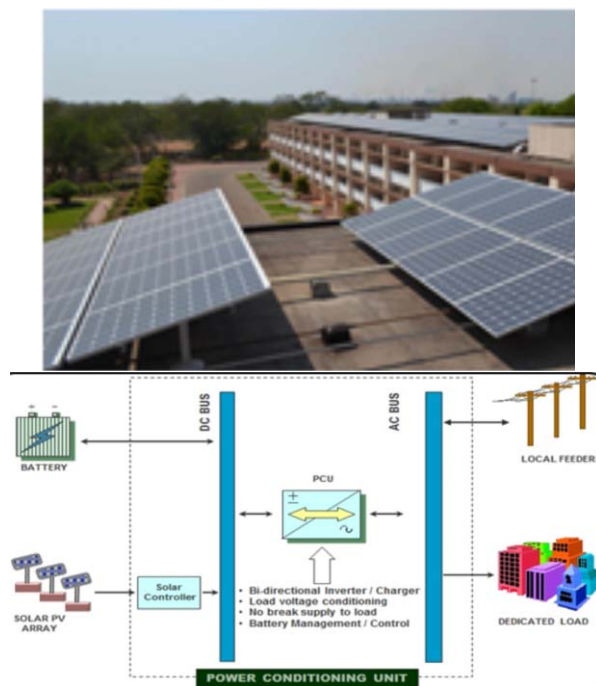 DC BUS
AC BUS
+ -
BATTERY
PCU
LOCAL FEEDERS
Solar
Controller
SOLAR PV
ARRAY
• Bi-directional Inverter / Charger
• Load voltage conditioning
• No break supply to load
• Battery Management / Control
DEDICATED LOAD
POWER CONDITIONING UNIT